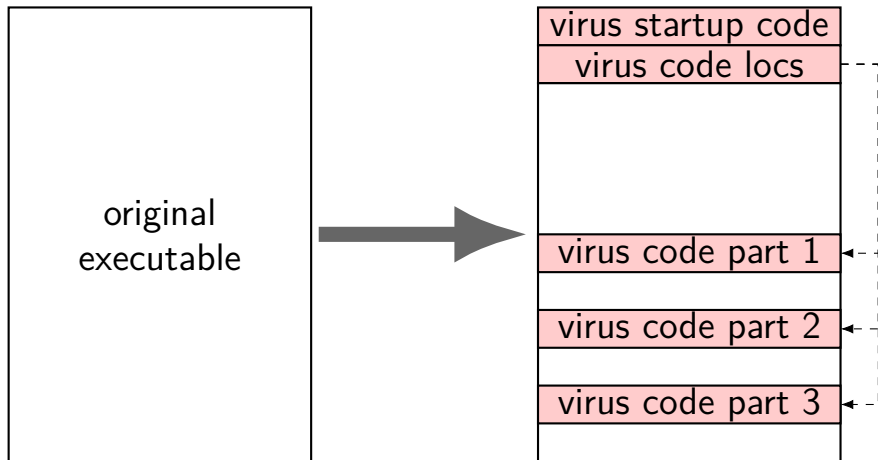 original
executable
virus startup code
virus code locs
virus code part 1
virus code part 2
virus code part 3